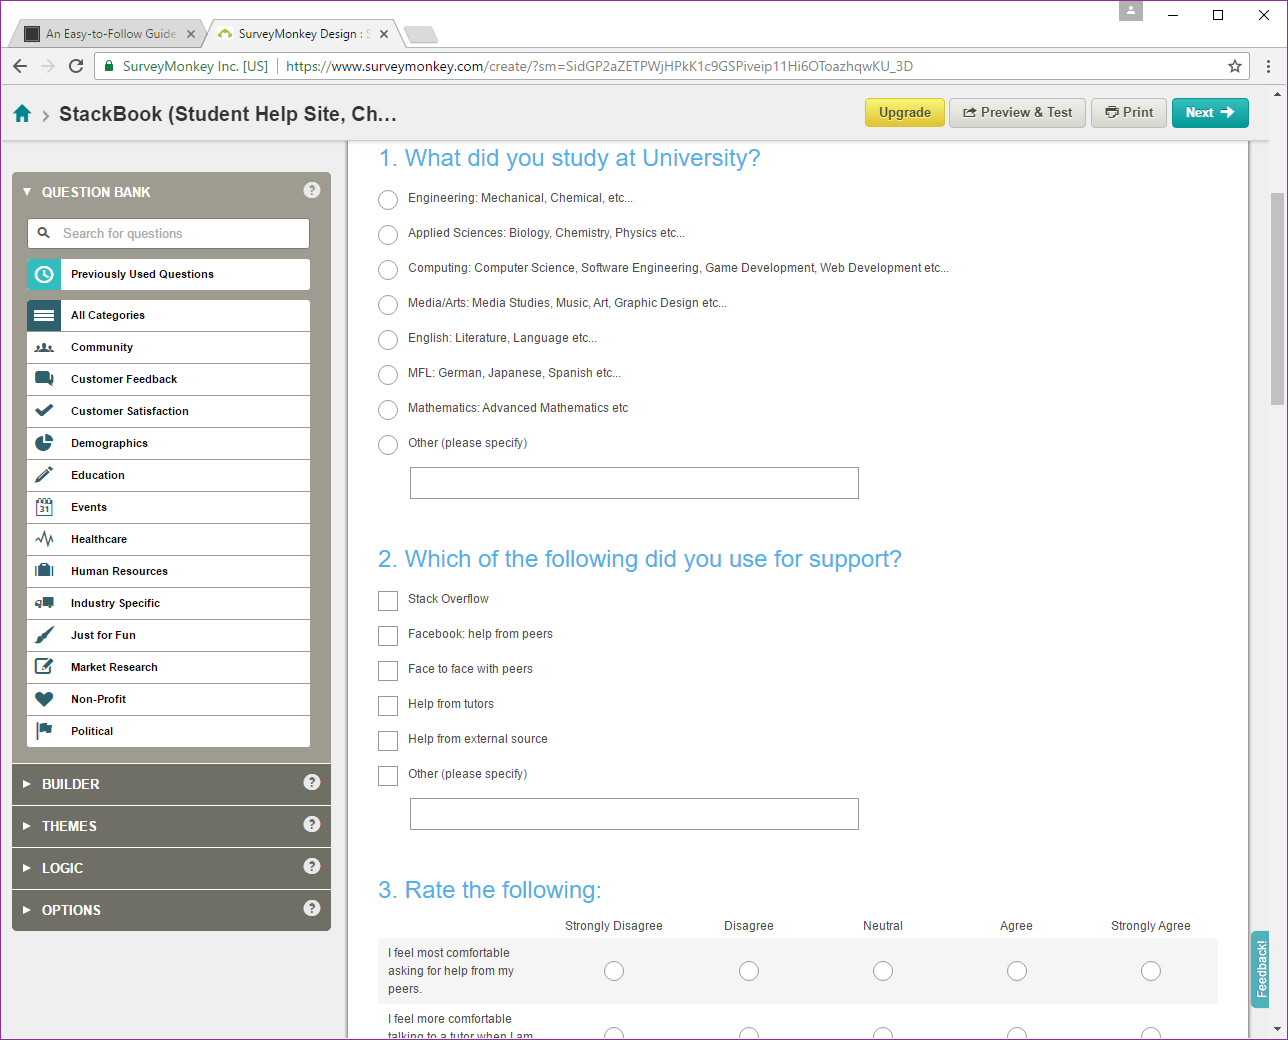 An Easy-to-Follow Guide
SurveyMonkey Design :
SurveyMonkey Inc. [US] https://www.surveymonkey.com/create/?sm=SidGP2aZETPWjHPkK1c9GSPiveip11Hi6OToazhqwKU_3D
StackBook (Student Help Site, Ch...
Upgrade
Preview & Test
Print
Next
QUESTION BANK
?
Search for questions
Previously Used Questions
All Categories
Community
Customer Feedback
Customer Satisfaction
Demographics
Education
31
Events
Healthcare
Human Resources
Industry Specific
Just for Fun
Market Research
Non-Profit
Political
BUILDER ?
THEMES ?
LOGIC ?
OPTIONS ?
1. What did you study at University?
Engineering: Mechanical, Chemical, etc...
Applied Sciences: Biology, Chemistry, Physics etc...
Computing: Computer Science, Software Engineering, Game Development, Web Development etc...
Media/Arts: Media Studies, Music, Art, Graphic Design etc...
English: Literature, Language etc...
MFL: German, Japanese, Spanish etc...
Mathematics: Advanced Mathematics etc
Other (please specify)
2. Which of the following did you use for support?
Stack Overflow
Facebook: help from peers
Face to face with peers
Help from tutors
Help from external source
Other (please specify)
3. Rate the following:
Strongly Disagree Disagree Neutral Agree Strongly Agree
I feel most comfortable
asking for help from my
peers.
I feel more comfortable
talking to a tutor when I am
Feedback!